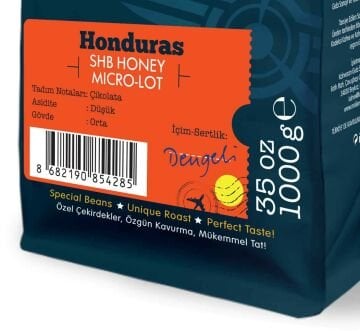 Honduras
SHB HONEY
MICRO-LOT
Tadım Notaları: Çikolata
Asidite : Düşük
Gövde : Orta
İçim-Sertlik:
Dengeli
8 682190 854285
35 oz
1000g e
Special Beans ★ Unique Roast ★ Perfect Taste!
Özel Çekirdekler, Özgün Kavurma, Mükemmel Tat!